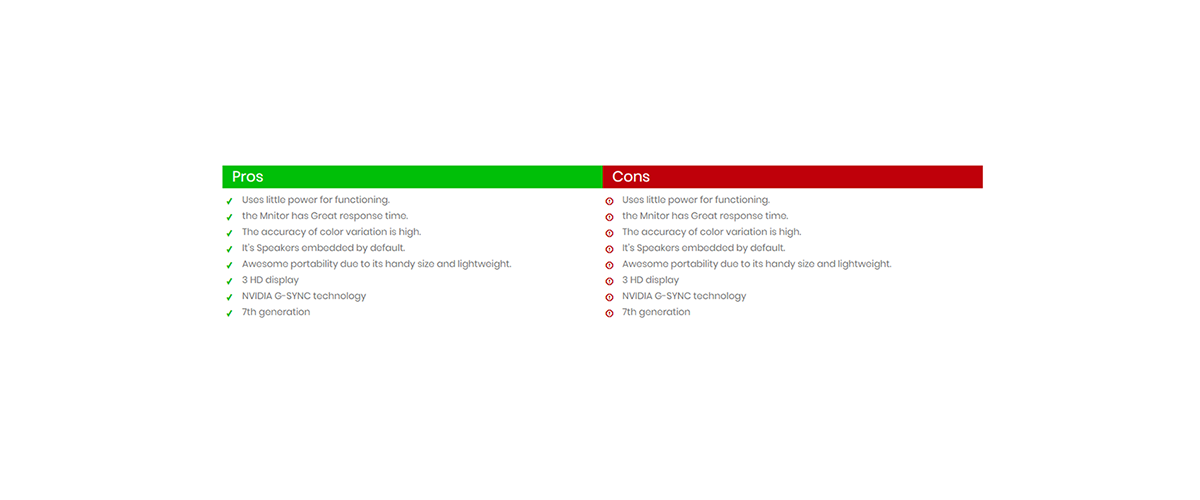 Pros
Uses little power for functioning.
the Mnitor has Great response time.
The accuracy of color variation is high.
It's Speakers embedded by default.
Awesome portability due to its handy size and lightweight.
3 HD display
NVIDIA G-SYNC technology
7th generation
Cons
Uses little power for functioning.
the Mnitor has Great response time.
The accuracy of color variation is high.
It's Speakers embedded by default.
Awesome portability due to its handy size and lightweight.
3 HD display
NVIDIA G-SYNC technology
7th generation